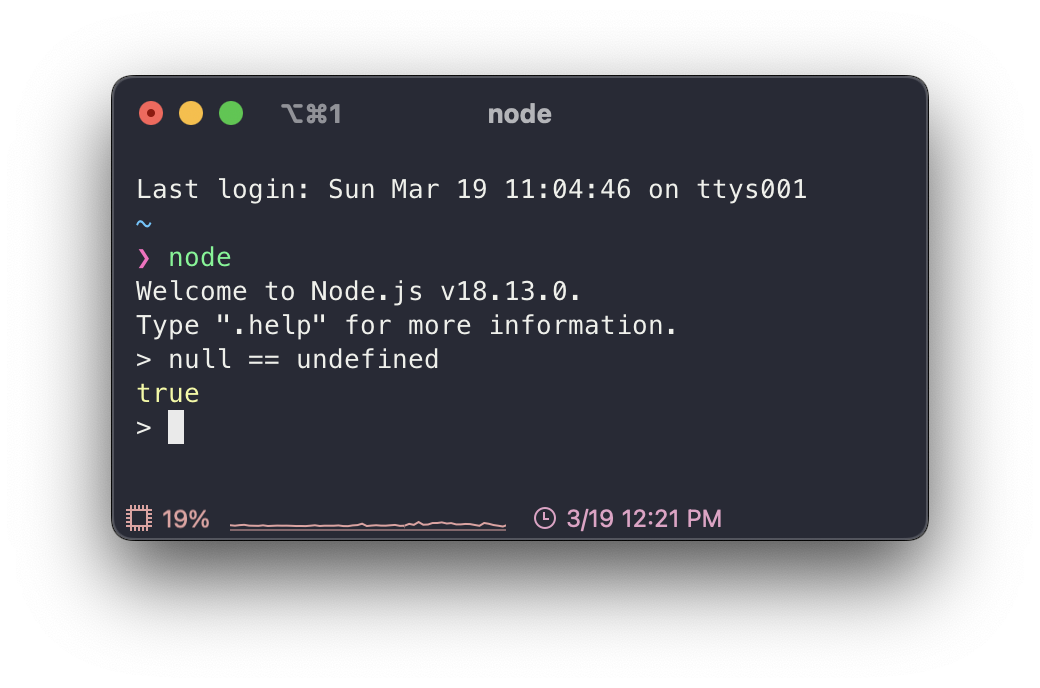 ⌥⌘1 node
Last login: Sun Mar 19 11:04:46 on ttys001
~
❯ node
Welcome to Node.js v18.13.0.
Type ".help" for more information.
> null == undefined
true
>
19% 3/19 12:21 PM